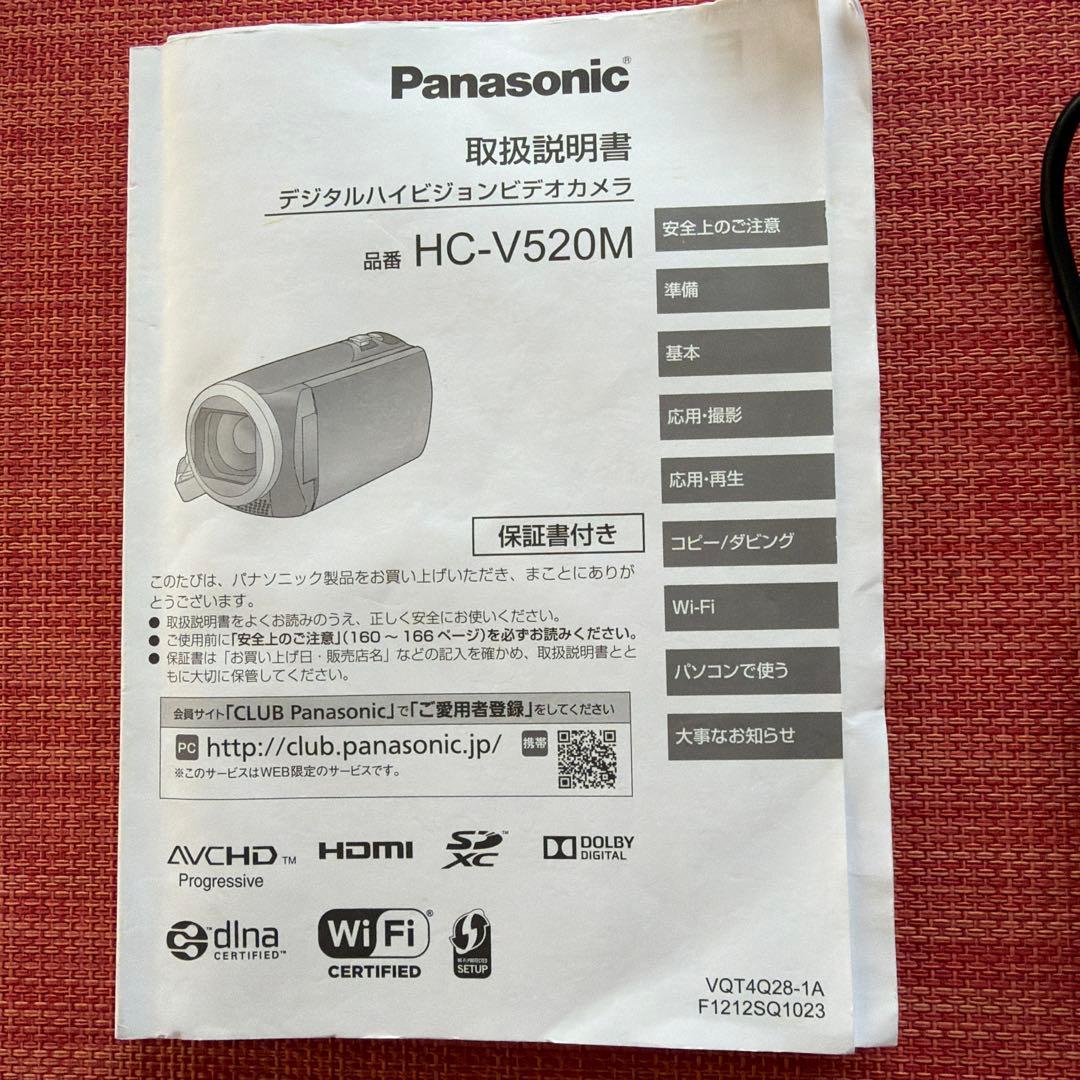 Panasonic®
取扱説明書
デジタルハイビジョンビデオカメラ
品番 HC-V520M
安全上のご注意
準備
基本
応用・撮影
応用・再生
コピー/ダビング
Wi-Fi
パソコンで使う
大事なお知らせ
保証書付き
このたびは、パナソニック製品をお買い上げいただき、まことにありが
とうございます。
● 取扱説明書をよくお読みのうえ、正しく安全にお使いください。
● ご使用前に「安全上のご注意」(160 ～ 166 ページ)を必ずお読みください。
● 保証書は「お買い上げ日・販売店名」などの記入を確かめ、取扱説明書とと
もに大切に保管してください。
会員サイト「CLUB Panasonic」で「ご愛用者登録」をしてください
PC http://club.panasonic.jp/ 携帯
※このサービスはWEB限定のサービスです。
AVCHD™
Progressive
HDMI
SD™
XC
DOLBY
DIGITAL
dlna
CERTIFIED™
Wi Fi®
CERTIFIED
WI-FI PROTECTED
SETUP
VQT4Q28-1A
F1212SQ1023